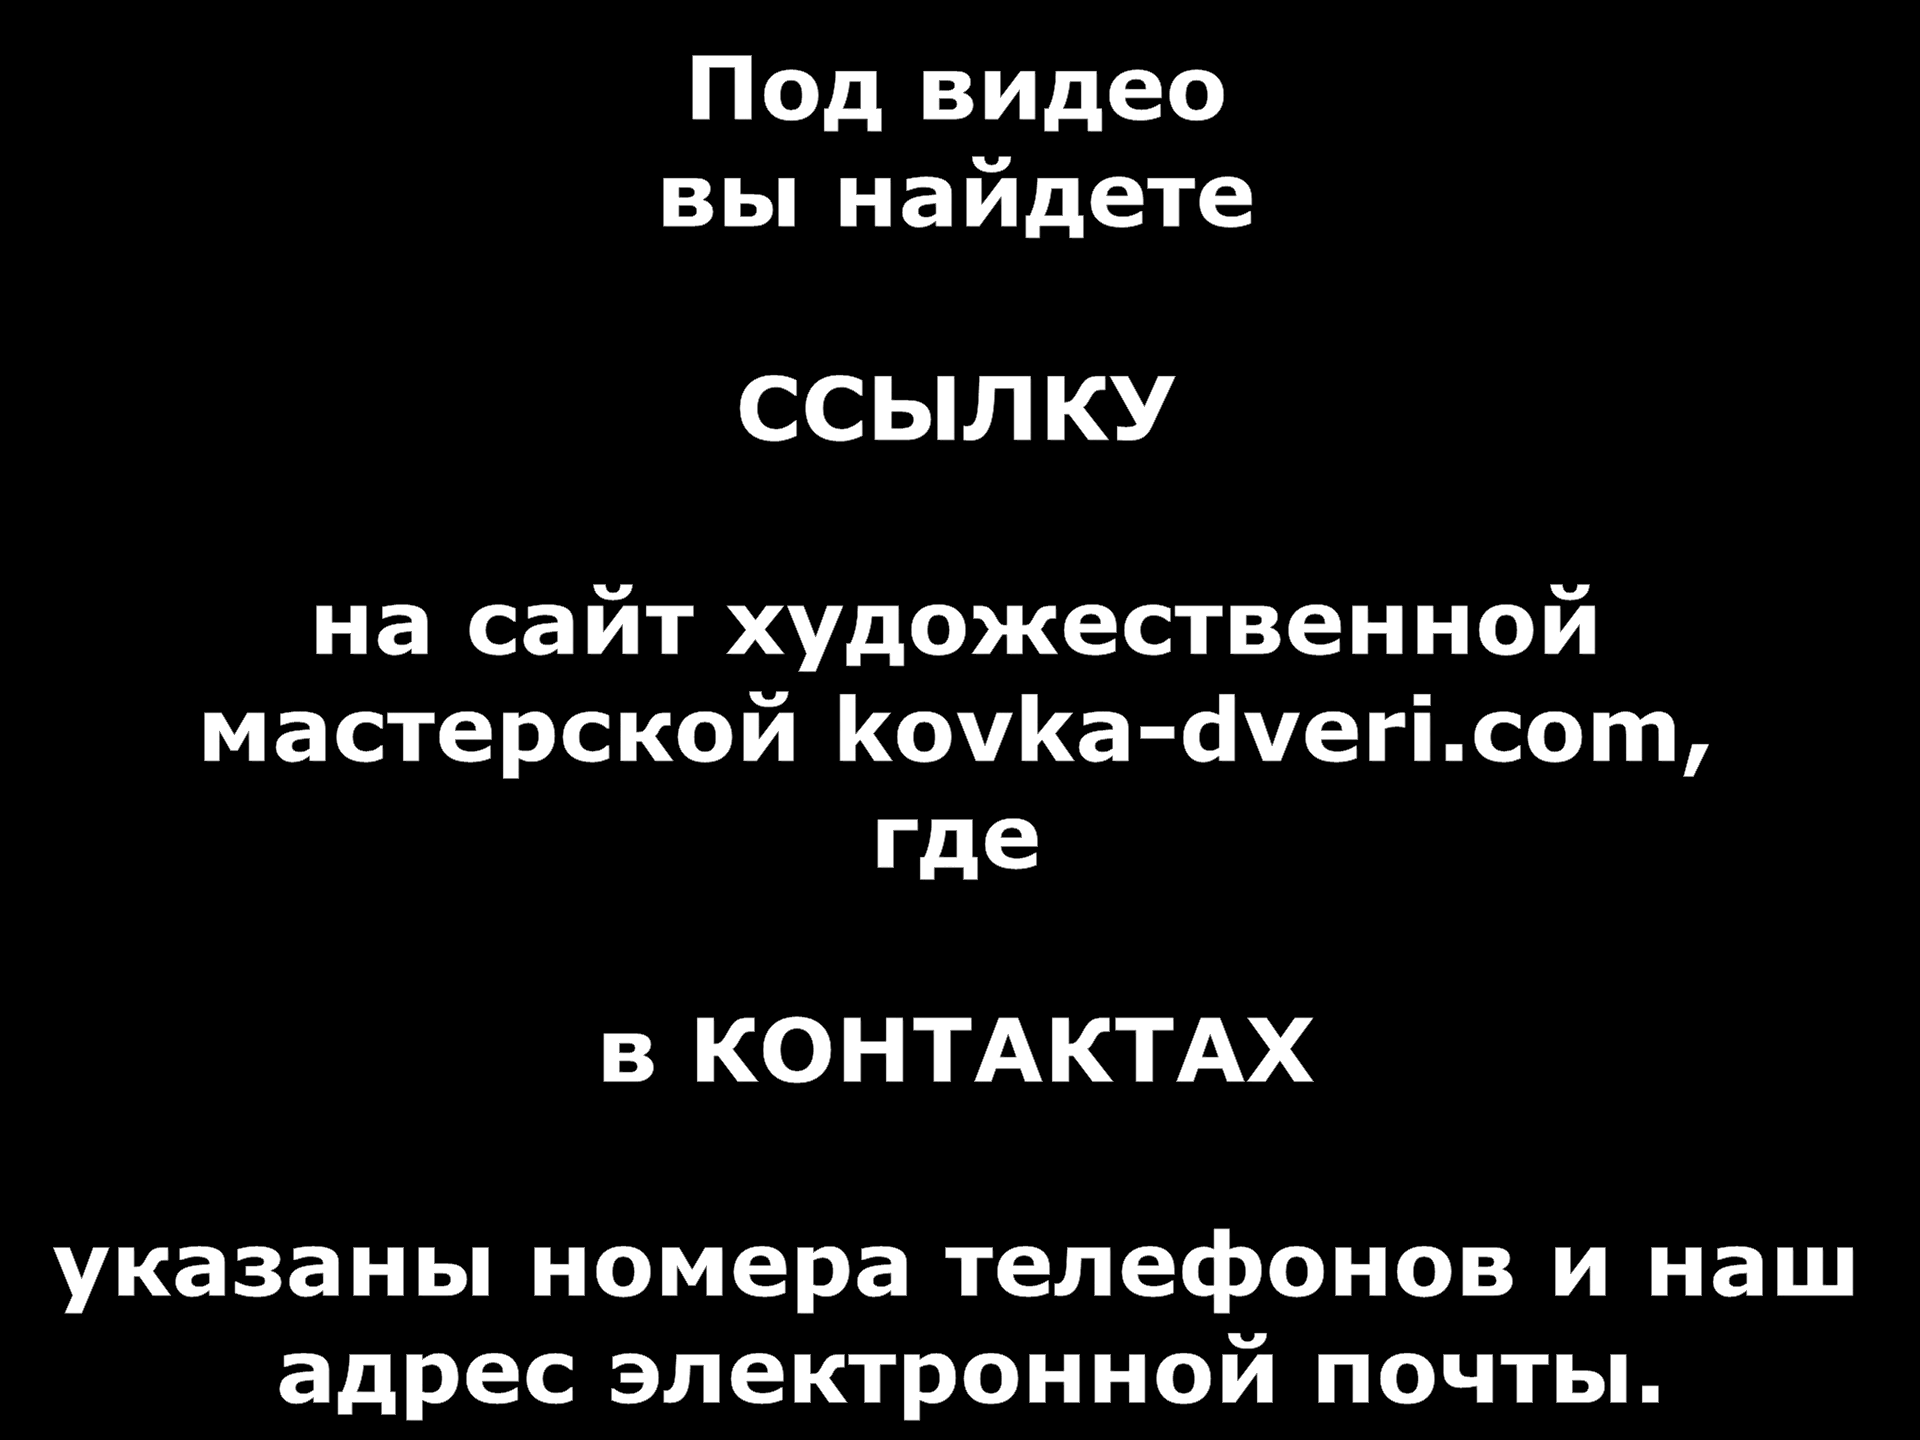 Под видео
вы найдете
ССЫЛКУ
на сайт художественной
мастерской kovka-dveri.com,
где
в КОНТАКТАХ
указаны номера телефонов и наш
адрес электронной почты.